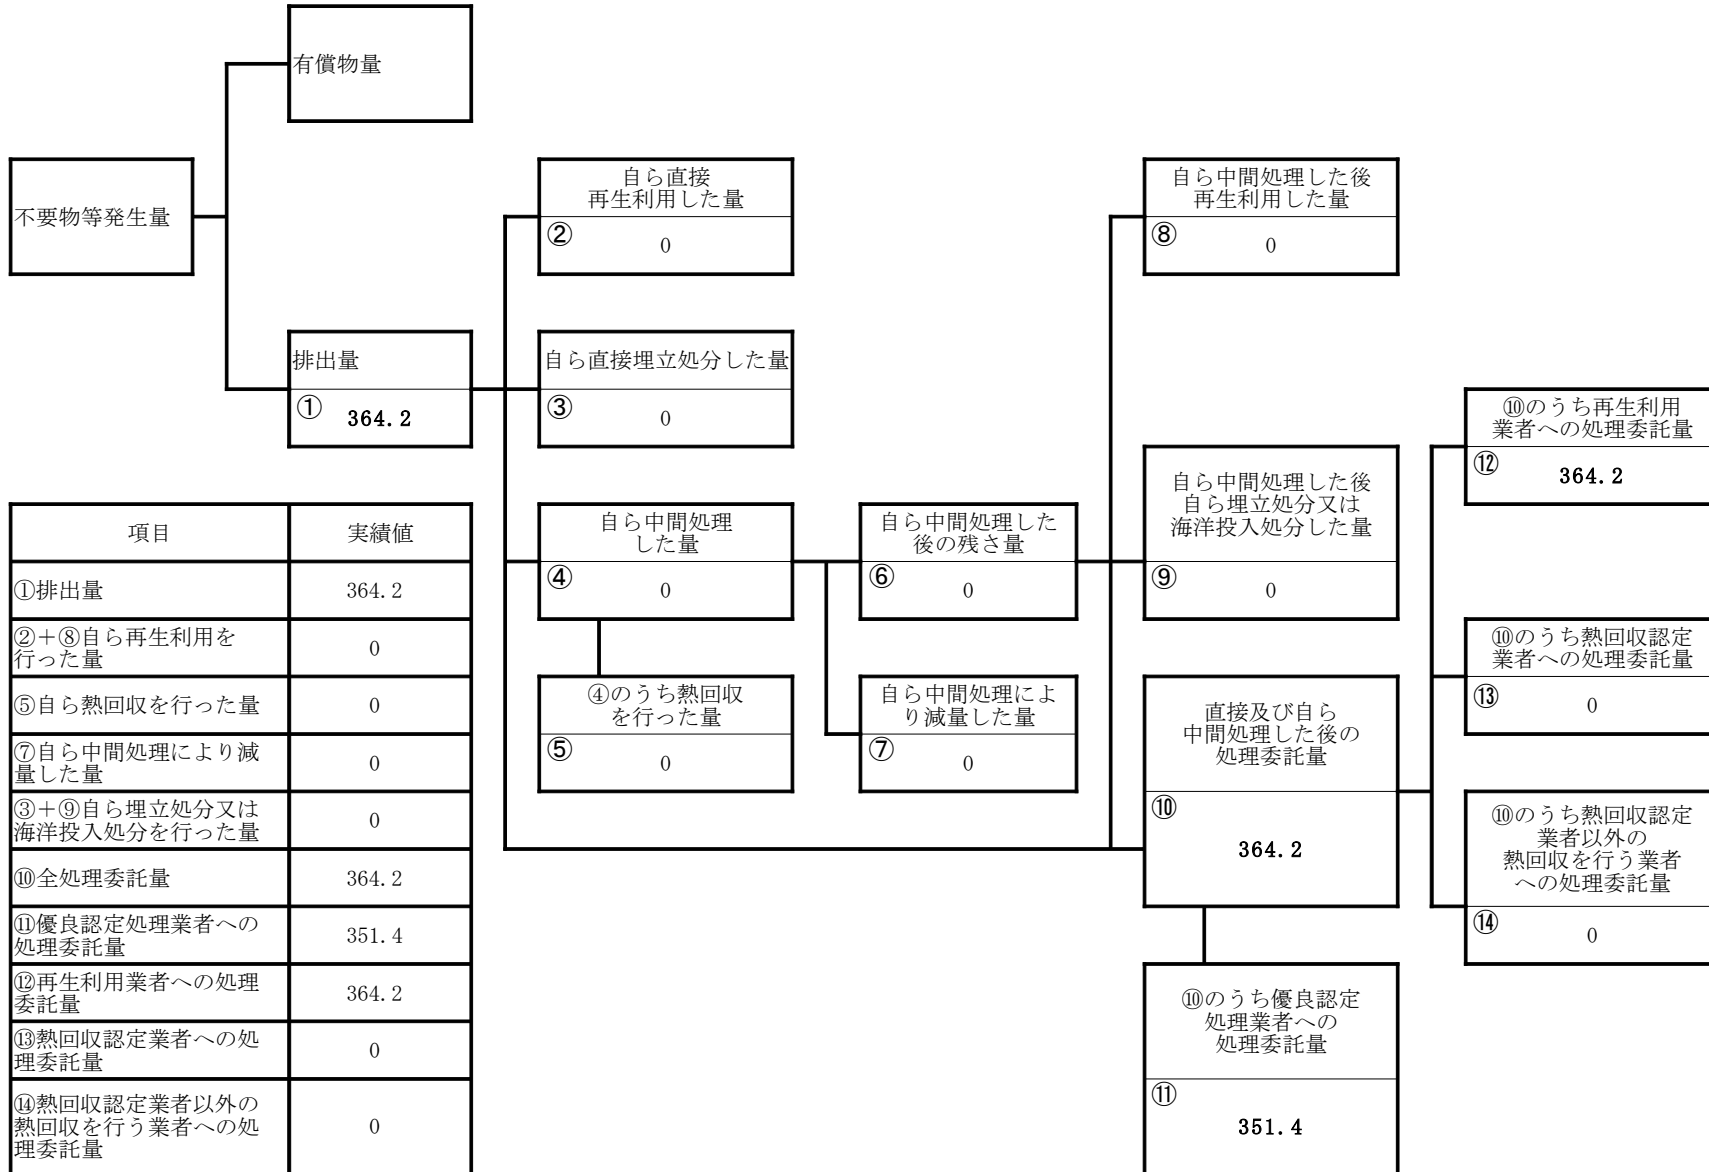 有償物量
不要物等発生量
排出量
①
364.2
自ら直接
再生利用した量
②
0
自ら直接埋立処分した量
③
0
自ら中間処理
した量
④
0
④のうち熱回収
を行った量
⑤
0
自ら中間処理した
後の残さ量
⑥
0
自ら中間処理によ
り減量した量
⑦
0
自ら中間処理した後
再生利用した量
⑧
0
自ら中間処理した後
自ら埋立処分又は
海洋投入処分した量
⑨
0
直接及び自ら
中間処理した後の
処理委託量
⑩
364.2
⑩のうち優良認定
処理業者への
処理委託量
⑪
351.4
⑩のうち再生利用
業者への処理委託量
⑫
364.2
⑩のうち熱回収認定
業者への処理委託量
⑬
0
⑩のうち熱回収認定
業者以外の
熱回収を行う業者
への処理委託量
⑭
0
項目 実績値
①排出量 364.2
②＋⑧自ら再生利用を
行った量 0
⑤自ら熱回収を行った量 0
⑦自ら中間処理により減
量した量 0
③＋⑨自ら埋立処分又は
海洋投入処分を行った量 0
⑩全処理委託量 364.2
⑪優良認定処理業者への
処理委託量 351.4
⑫再生利用業者への処理
委託量 364.2
⑬熱回収認定業者への処
理委託量 0
⑭熱回収認定業者以外の
熱回収を行う業者への処
理委託量 0